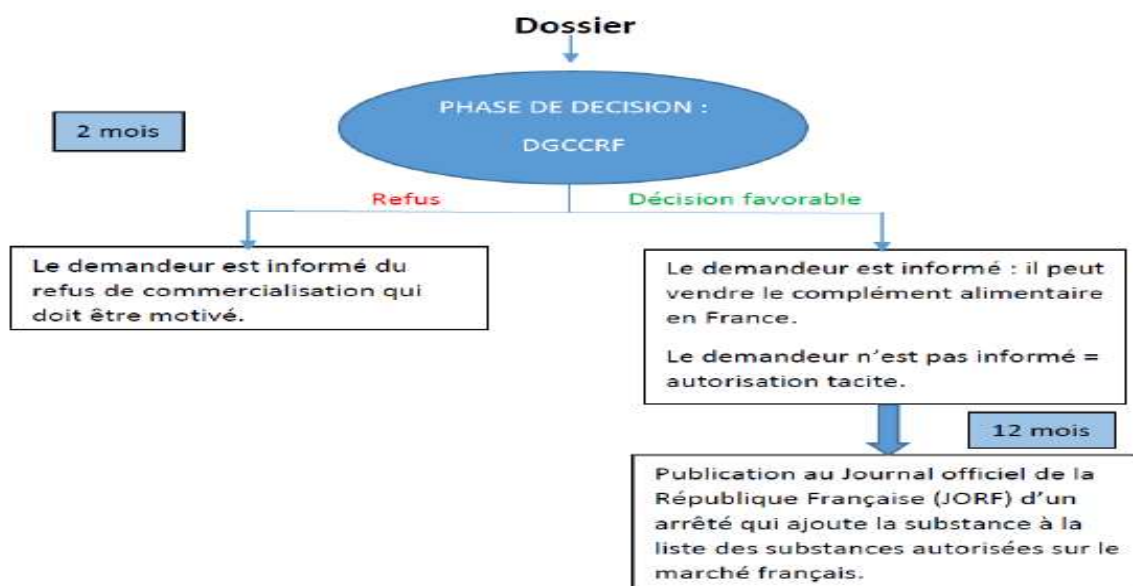 Dossier
PHASE DE DECISION :
DGCCRF
2 mois
Refus
Décision favorable
Le demandeur est informé du
refus de commercialisation qui
doit être motivé.
Le demandeur est informé : il peut
vendre le complément alimentaire
en France.
Le demandeur n'est pas informé =
autorisation tacite.
12 mois
Publication au Journal officiel de la
République Française (JORF) d'un
arrêté qui ajoute la substance à la
liste des substances autorisées sur le
marché français.